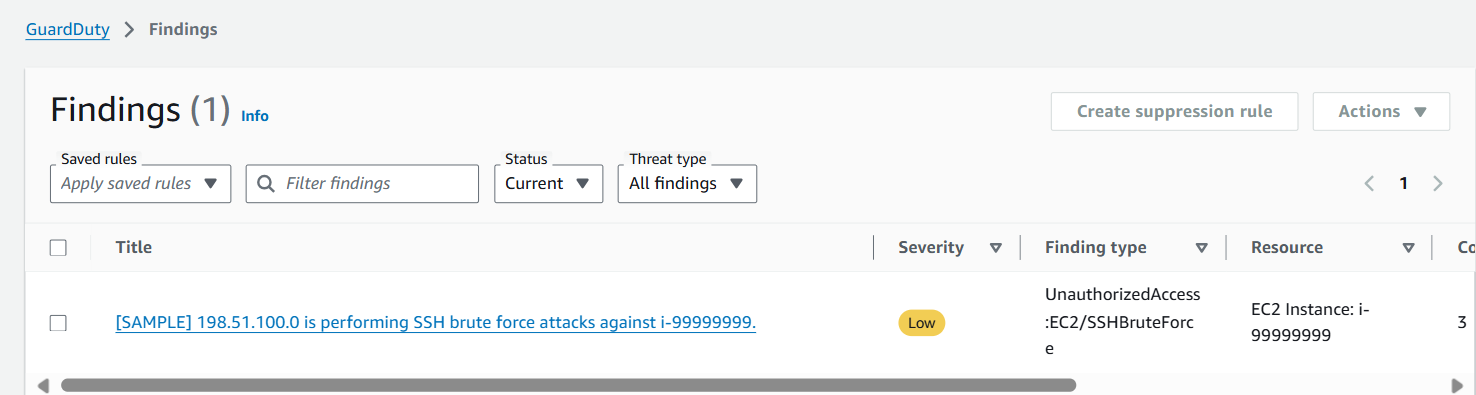 GuardDuty > Findings
Findings (1) Info
Create suppression rule
Actions
Saved rules
Apply saved rules
Filter findings
Status
Current
Threat type
All findings
1
Title
Severity
Finding type
Resource
Co
[SAMPLE] 198.51.100.0 is performing SSH brute force attacks against i-99999999.
Low
UnauthorizedAccess
:EC2/SSHBruteForc
e
EC2 Instance: i-
99999999
3